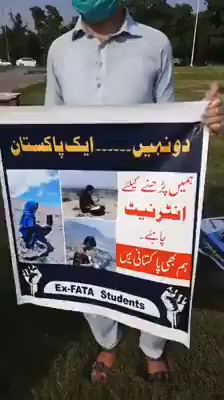 دو نہیں ...... ایک پاکستان
ہمیں پڑھنے کیلئے
انٹرنیٹ
چاہئے۔
ہم بھی پاکستانی ہیں
Ex-FATA Students